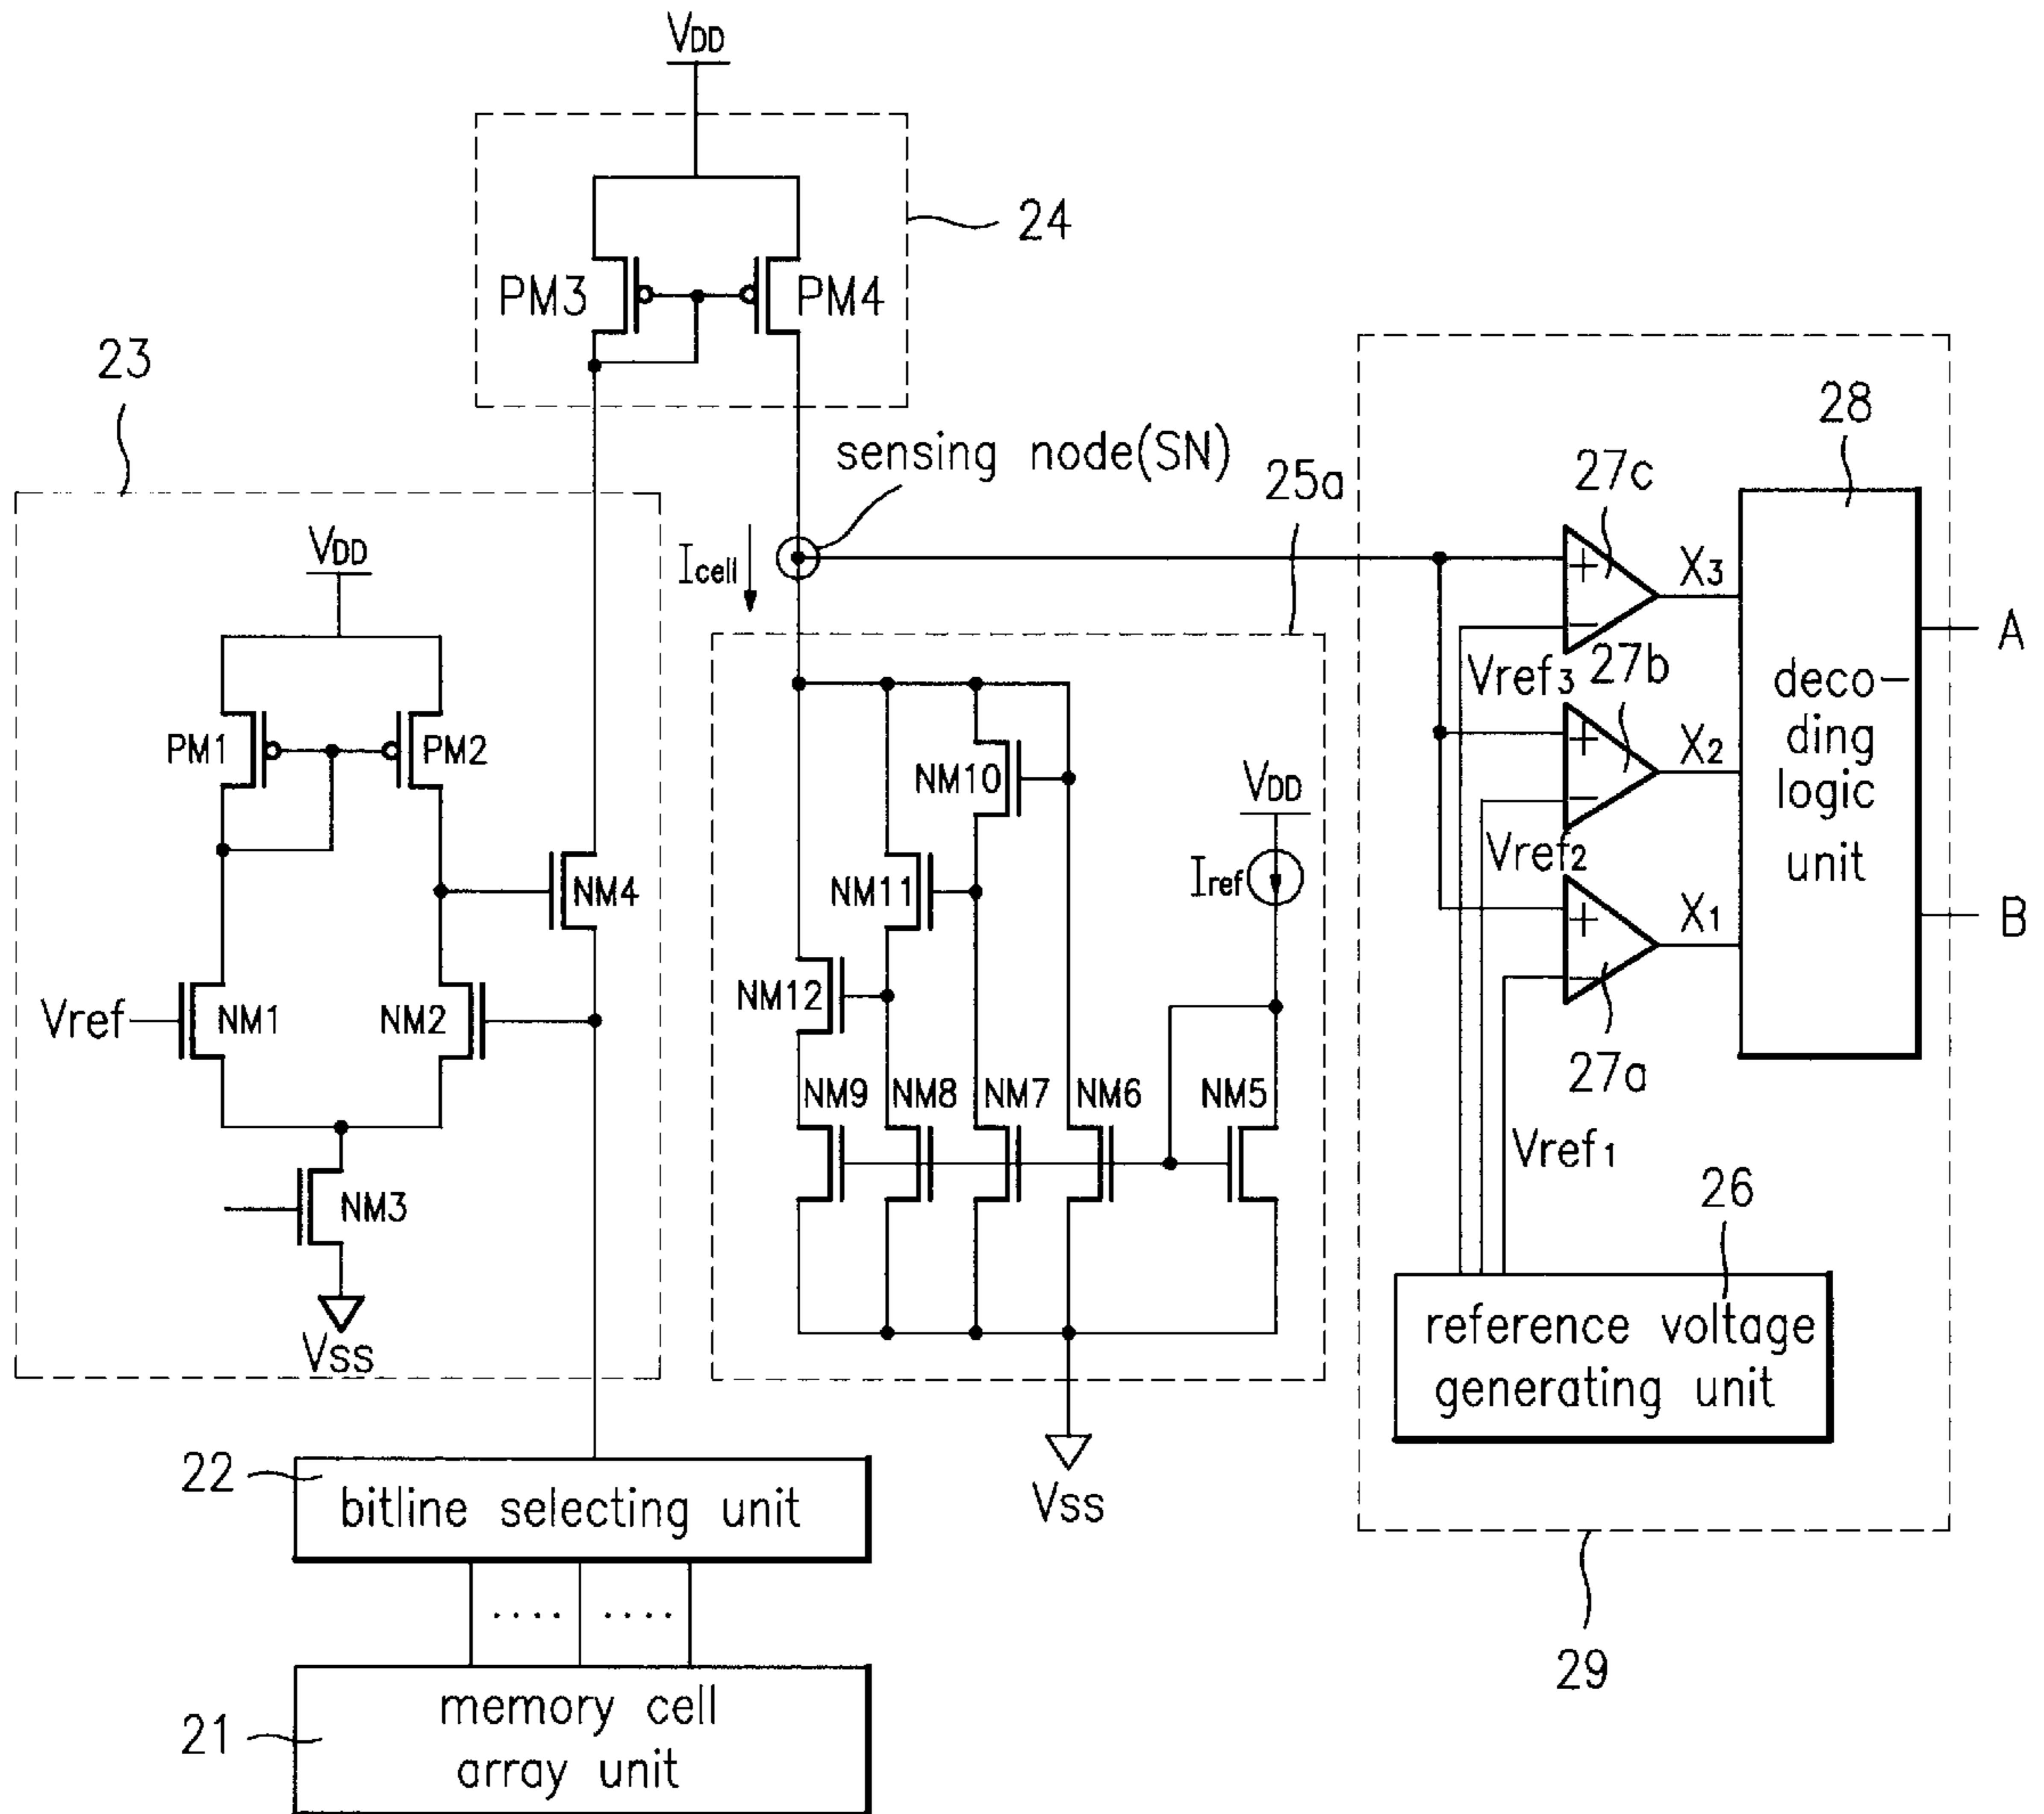 VDD
24
PM3
PM4
23
sensing node(SN)
25a
28
27c
VDD
Icell
X3
A
PM1
PM2
NM10
Vref3
27b
deco-
ding
logic
unit
X2
VDD
Vref2
NM4
NM11
Iref
X1
B
Vref
NM1
NM2
NM12
27a
NM9
NM8
NM7
NM6
NM5
Vref1
NM3
26
Vss
reference voltage
generating unit
22
bitline selecting unit
Vss
29
21
memory cell
array unit